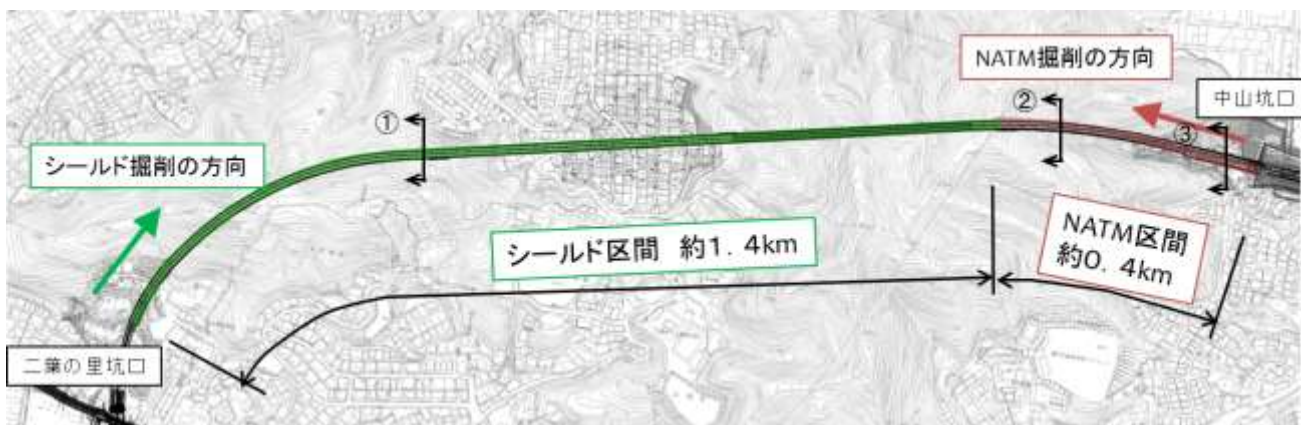 NATM掘削の方向
中山坑口
①
②
③
シールド掘削の方向
シールド区間 約1.4km
NATM区間
約0.4km
二葉の里坑口